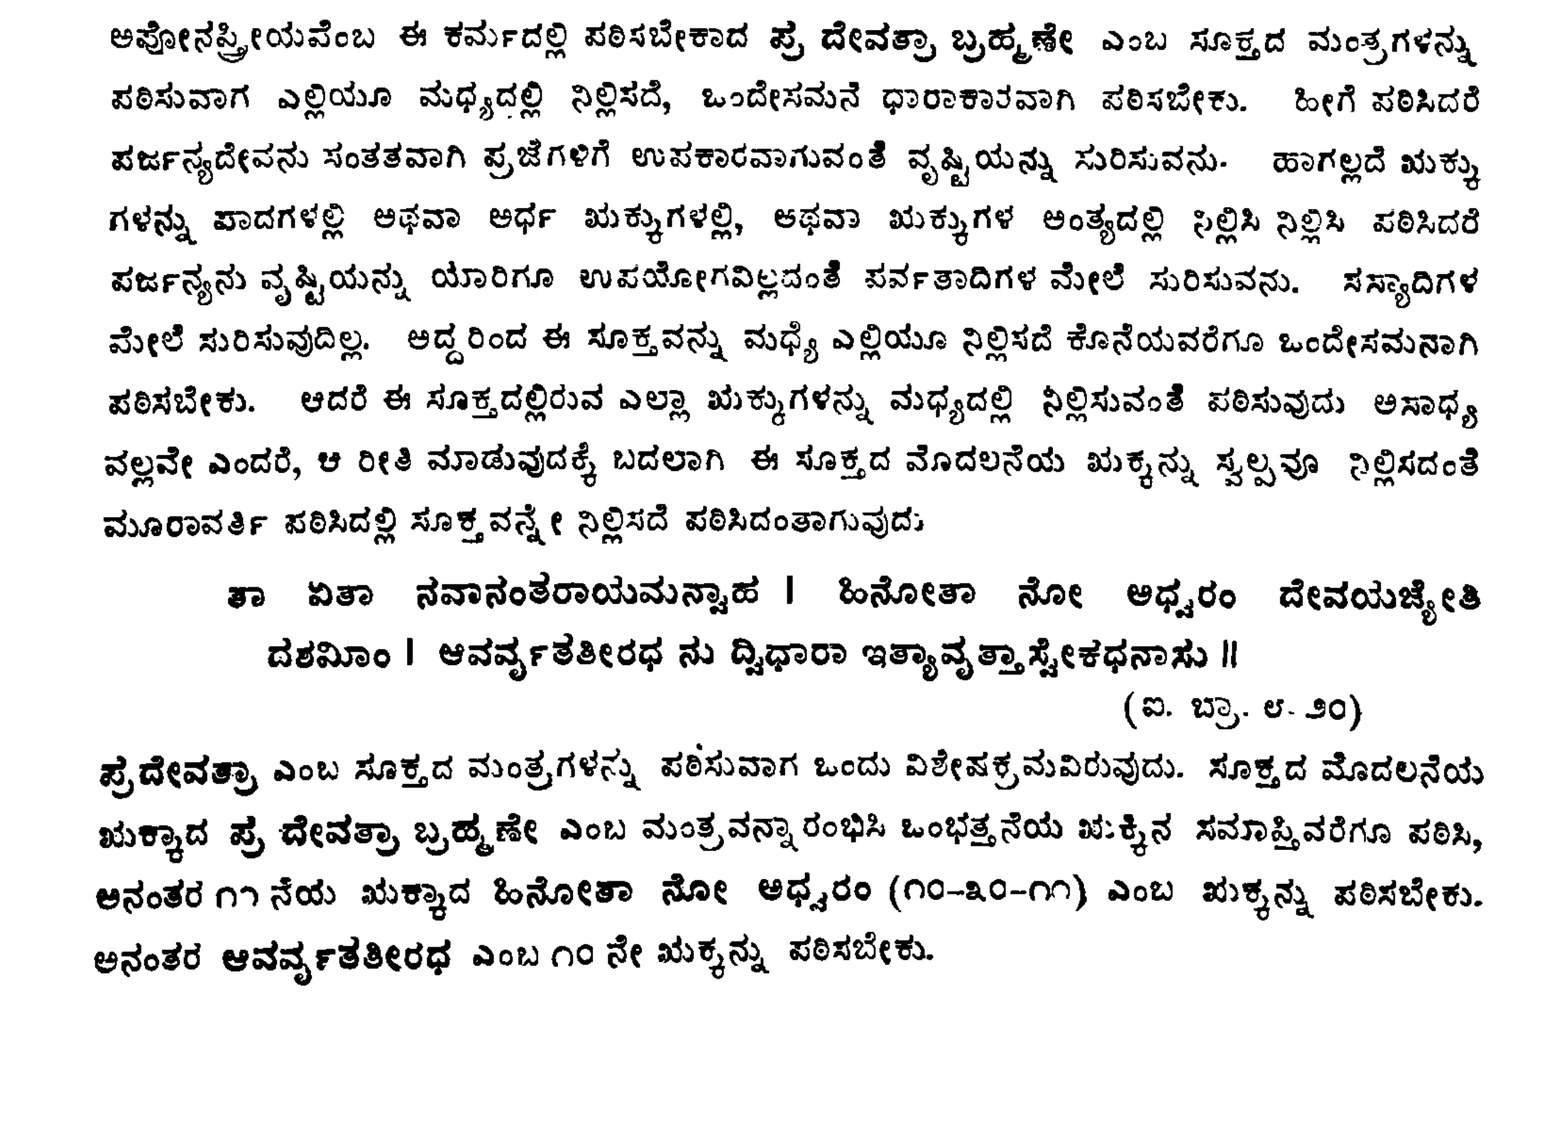 ಅಪೋನಪ್ತ್ರೀಯವೆಂಬ ಈ ಕರ್ಮದಲ್ಲಿ ಪಠಿಸಬೇಕಾದ ಪ್ರ ದೇವತ್ರಾ ಬ್ರಹ್ಮಣೇ ಎಂಬ ಸೂಕ್ತದ ಮಂತ್ರಗಳನ್ನು
ಪಠಿಸುವಾಗ ಎಲ್ಲಿಯೂ ಮಧ್ಯದಲ್ಲಿ ನಿಲ್ಲಿಸದೆ, ಒಂದೇಸಮನೆ ಧಾರಾಕಾರವಾಗಿ ಪಠಿಸಬೇಕು. ಹೀಗೆ ಪಠಿಸಿದರೆ
ಪರ್ಜನ್ಯದೇವನು ಸಂತತವಾಗಿ ಪ್ರಜೆಗಳಿಗೆ ಉಪಕಾರವಾಗುವಂತೆ ವೃಷ್ಟಿಯನ್ನು ಸುರಿಸುವನು. ಹಾಗಲ್ಲದೆ ಋಕ್ಕು
ಗಳನ್ನು ಪಾದಗಳಲ್ಲಿ ಅಥವಾ ಅರ್ಧ ಋಕ್ಕುಗಳಲ್ಲಿ, ಅಥವಾ ಋಕ್ಕುಗಳ ಅಂತ್ಯದಲ್ಲಿ ನಿಲ್ಲಿಸಿ ನಿಲ್ಲಿಸಿ ಪಠಿಸಿದರೆ
ಪರ್ಜನ್ಯನು ವೃಷ್ಟಿಯನ್ನು ಯಾರಿಗೂ ಉಪಯೋಗವಿಲ್ಲದಂತೆ ಪರ್ವತಾದಿಗಳ ಮೇಲೆ ಸುರಿಸುವನು. ಸಸ್ಯಾದಿಗಳ
ಮೇಲೆ ಸುರಿಸುವುದಿಲ್ಲ. ಆದ್ದರಿಂದ ಈ ಸೂಕ್ತವನ್ನು ಮಧ್ಯೆ ಎಲ್ಲಿಯೂ ನಿಲ್ಲಿಸದೆ ಕೊನೆಯವರೆಗೂ ಒಂದೇಸಮನಾಗಿ
ಪಠಿಸಬೇಕು. ಆದರೆ ಈ ಸೂಕ್ತದಲ್ಲಿರುವ ಎಲ್ಲಾ ಋಕ್ಕುಗಳನ್ನು ಮಧ್ಯದಲ್ಲಿ ನಿಲ್ಲಿಸುವಂತೆ ಪಠಿಸುವುದು ಅಸಾಧ್ಯ
ವಲ್ಲವೇ ಎಂದರೆ, ಆ ರೀತಿ ಮಾಡುವುದಕ್ಕೆ ಬದಲಾಗಿ ಈ ಸೂಕ್ತದ ಮೊದಲನೆಯ ಋಕ್ಕನ್ನು ಸ್ವಲ್ಪವೂ ನಿಲ್ಲಿಸದಂತೆ
ಮೂರಾವರ್ತಿ ಪಠಿಸಿದಲ್ಲಿ ಸೂಕ್ತವನ್ನೇ ನಿಲ್ಲಿಸದೆ ಪಠಿಸಿದಂತಾಗುವುದು
ತಾ ಏತಾ ನವಾನಂತರಾಯಮನ್ವಾಹ । ಹಿನೋತಾ ನೋ ಅಧ್ವರಂ ದೇವಯಜ್ಯೇತಿ
ದಶಮೀಂ । ಆವರ್ವೃತತೀರಧ ನು ದ್ವಿಧಾರಾ ಇತ್ಯಾವೃತ್ತಾಸ್ವೇಕಧನಾಸು ॥
(ಐ. ಬ್ರಾ. ೮-೨೦)
ಪ್ರದೇವತ್ರಾ ಎಂಬ ಸೂಕ್ತದ ಮಂತ್ರಗಳನ್ನು ಪಠಿಸುವಾಗ ಒಂದು ವಿಶೇಷಕ್ರಮವಿರುವುದು. ಸೂಕ್ತದ ಮೊದಲನೆಯ
ಋಕ್ಕಾದ ಪ್ರ ದೇವತ್ರಾ ಬ್ರಹ್ಮಣೇ ಎಂಬ ಮಂತ್ರವನ್ನಾರಂಭಿಸಿ ಒಂಭತ್ತನೆಯ ಋಕ್ಕಿನ ಸಮಾಪ್ತಿವರೆಗೂ ಪಠಿಸಿ,
ಅನಂತರ ೧೧ ನೆಯ ಋಕ್ಕಾದ ಹಿನೋತಾ ನೋ ಅಧ್ವರಂ (೧೦-೩೦-೧೧) ಎಂಬ ಋಕ್ಕನ್ನು ಪಠಿಸಬೇಕು.
ಅನಂತರ ಆವರ್ವೃತತೀರಧ ಎಂಬ ೧೦ ನೇ ಋಕ್ಕನ್ನು ಪಠಿಸಬೇಕು.